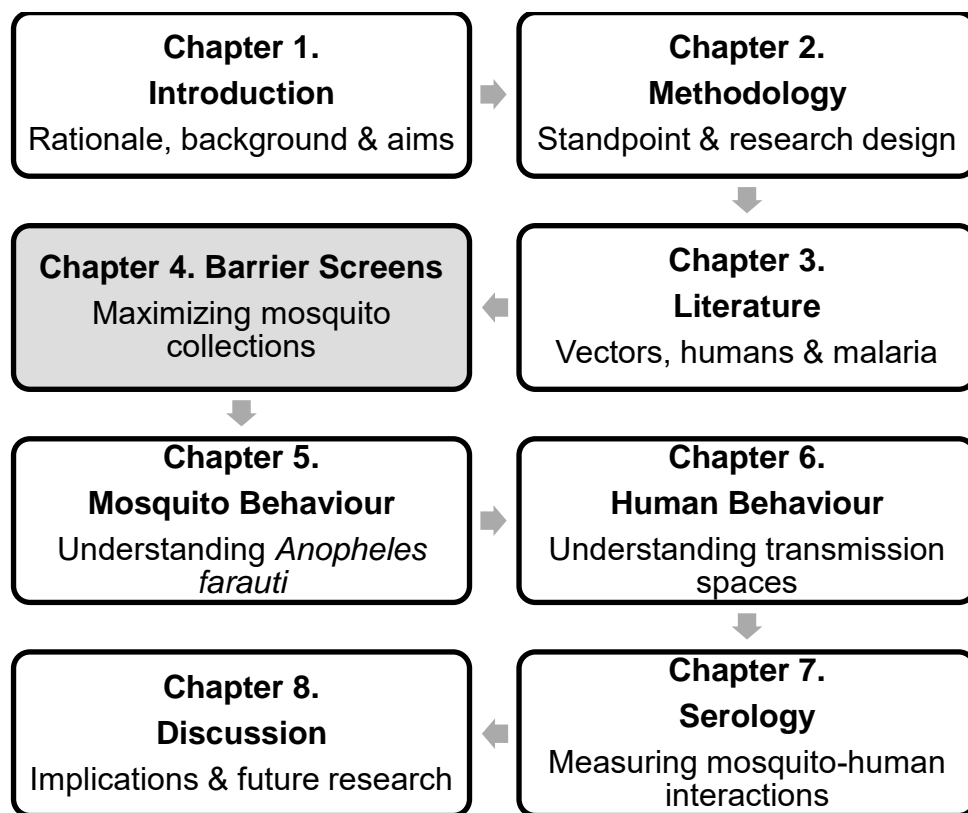 Chapter 1.
Introduction
Rationale, background & aims
Chapter 2.
Methodology
Standpoint & research design
Chapter 3.
Literature
Vectors, humans & malaria
Chapter 4. Barrier Screens
Maximizing mosquito
collections
Chapter 5.
Mosquito Behaviour
Understanding Anopheles
farauti
Chapter 6.
Human Behaviour
Understanding transmission
spaces
Chapter 7.
Serology
Measuring mosquito-human
interactions
Chapter 8.
Discussion
Implications & future research